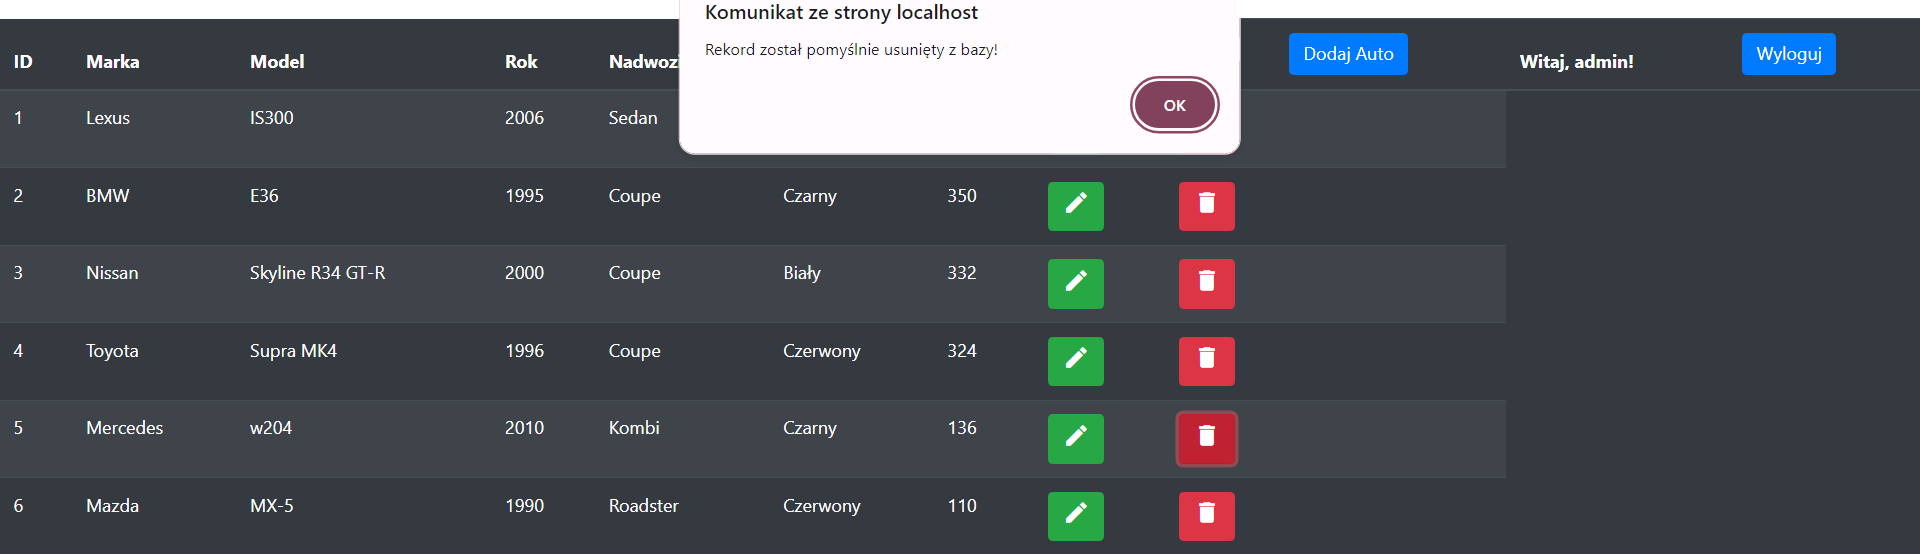 Komunikat ze strony localhost
Rekord został pomyślnie usunięty z bazy!
OK
ID Marka Model Rok Nadwozi Dodaj Auto Witaj, admin! Wyloguj
1 Lexus IS300 2006 Sedan
2 BMW E36 1995 Coupe Czarny 350
3 Nissan Skyline R34 GT-R 2000 Coupe Biały 332
4 Toyota Supra MK4 1996 Coupe Czerwony 324
5 Mercedes w204 2010 Kombi Czarny 136
6 Mazda MX-5 1990 Roadster Czerwony 110